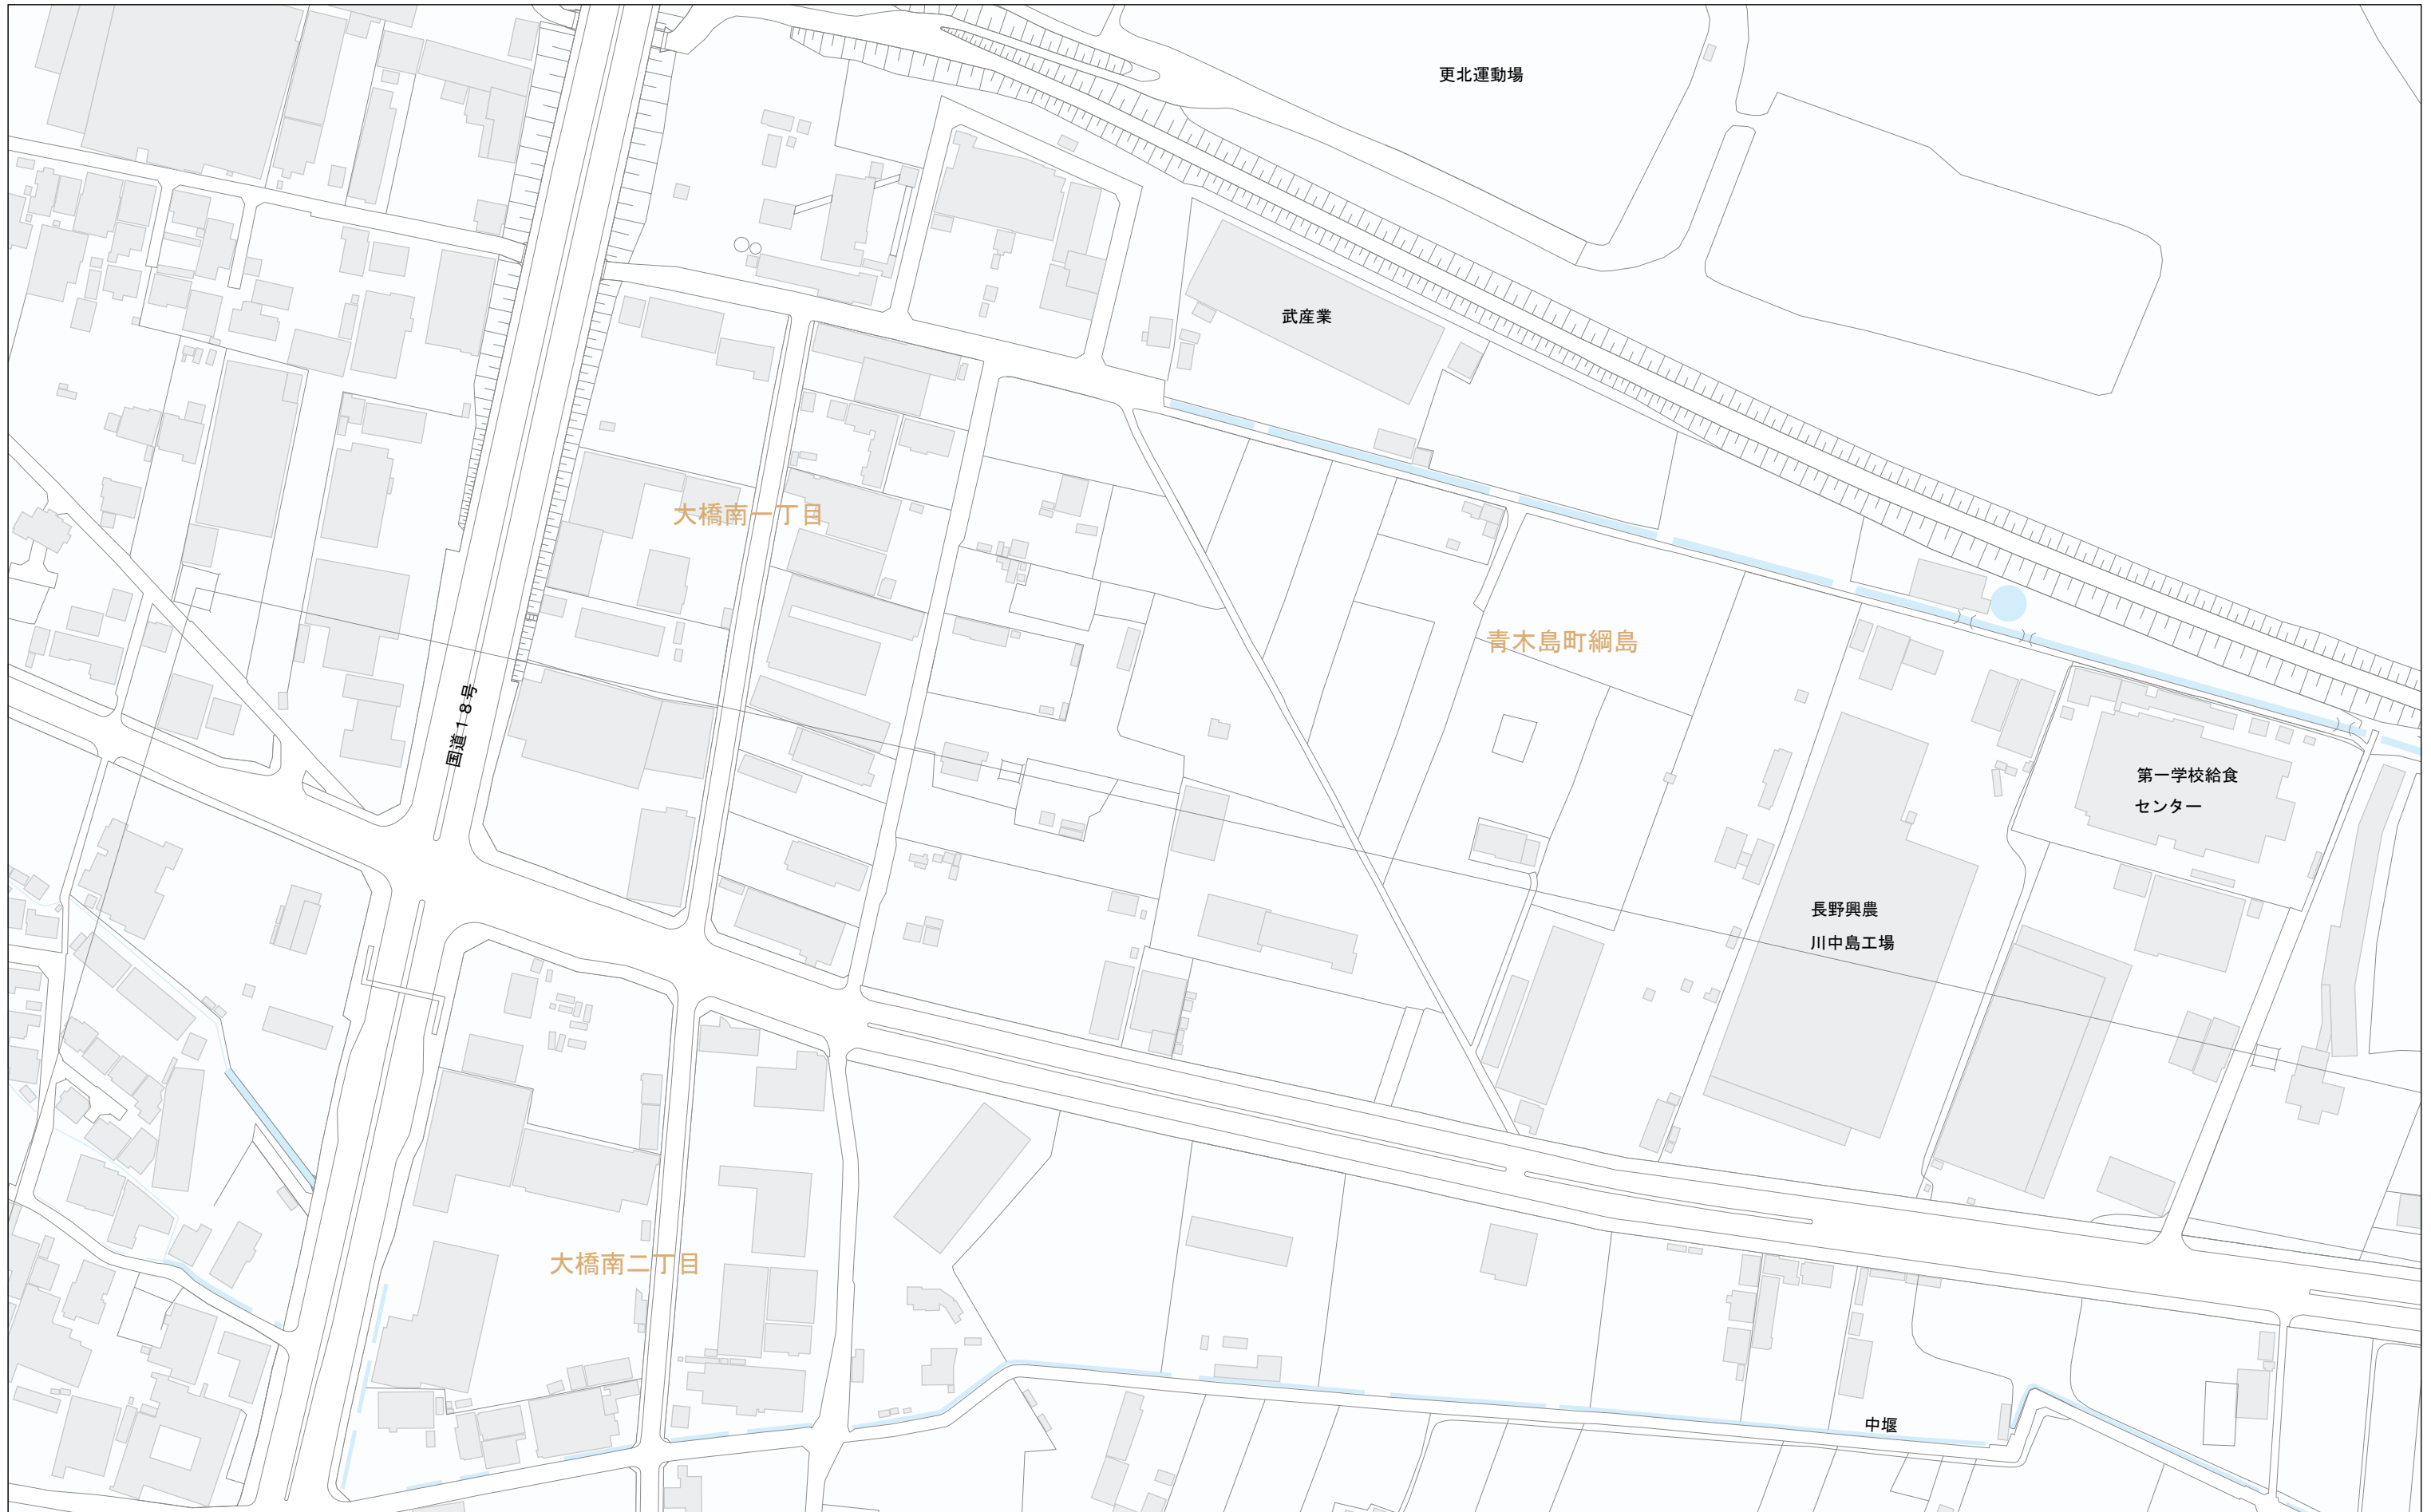 更北運動場
武産業
大橋南一丁目
青木島町綱島
国道18号
第一学校給食
センター
長野興農
川中島工場
大橋南二丁目
中堰